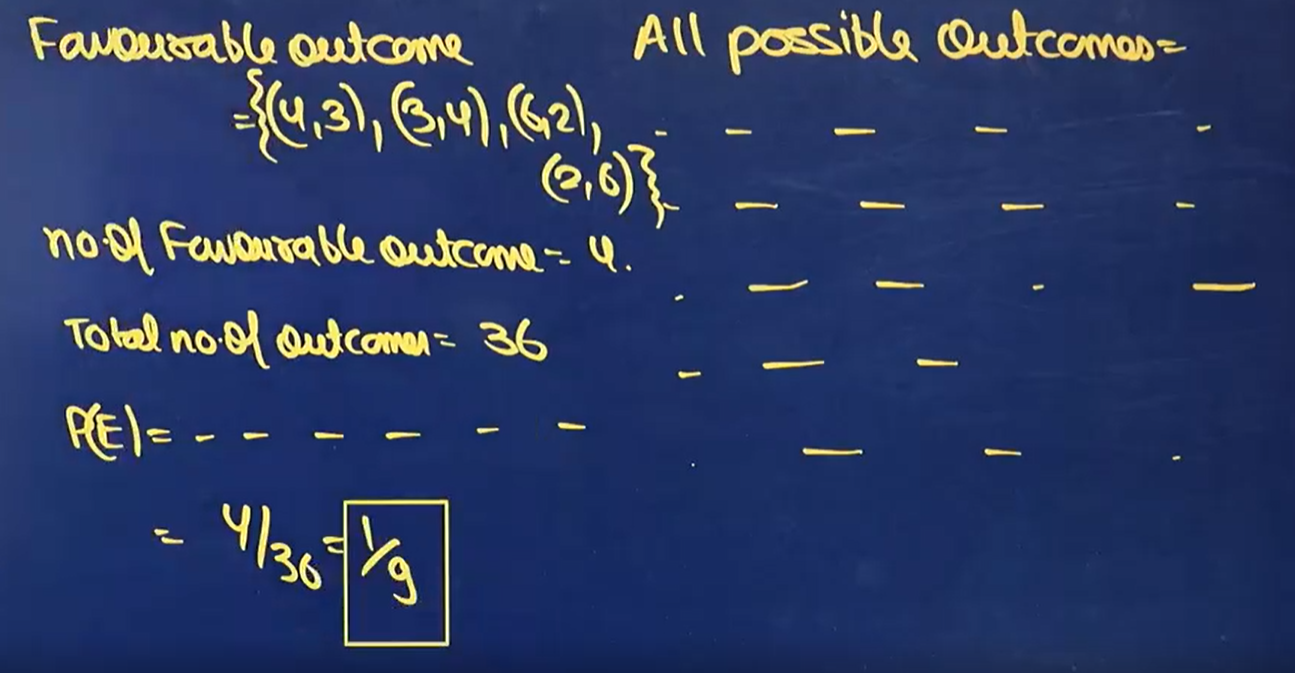 Favourable outcome
={(4,3), (3,4), (6,2),
(2,6)}
no.of Favourable outcome = 4.
Total no.of outcomes = 36
P(E) = - - - - - -
= 4/36 = 1/9
All possible outcomes =
- - - - -
- - - - -
. - - - -
- - -
. - - .